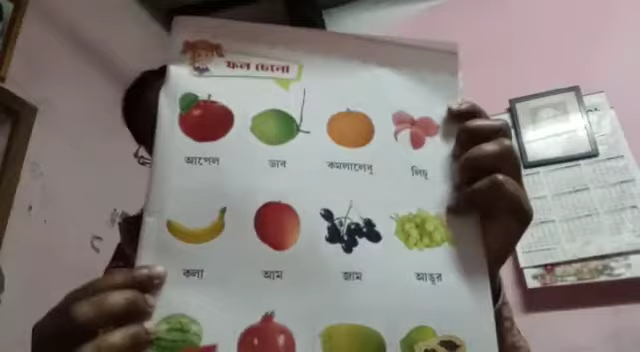 ফল চেনো
আপেল ডাব কমলালেবু লিচু
কলা আম জাম আঙুর